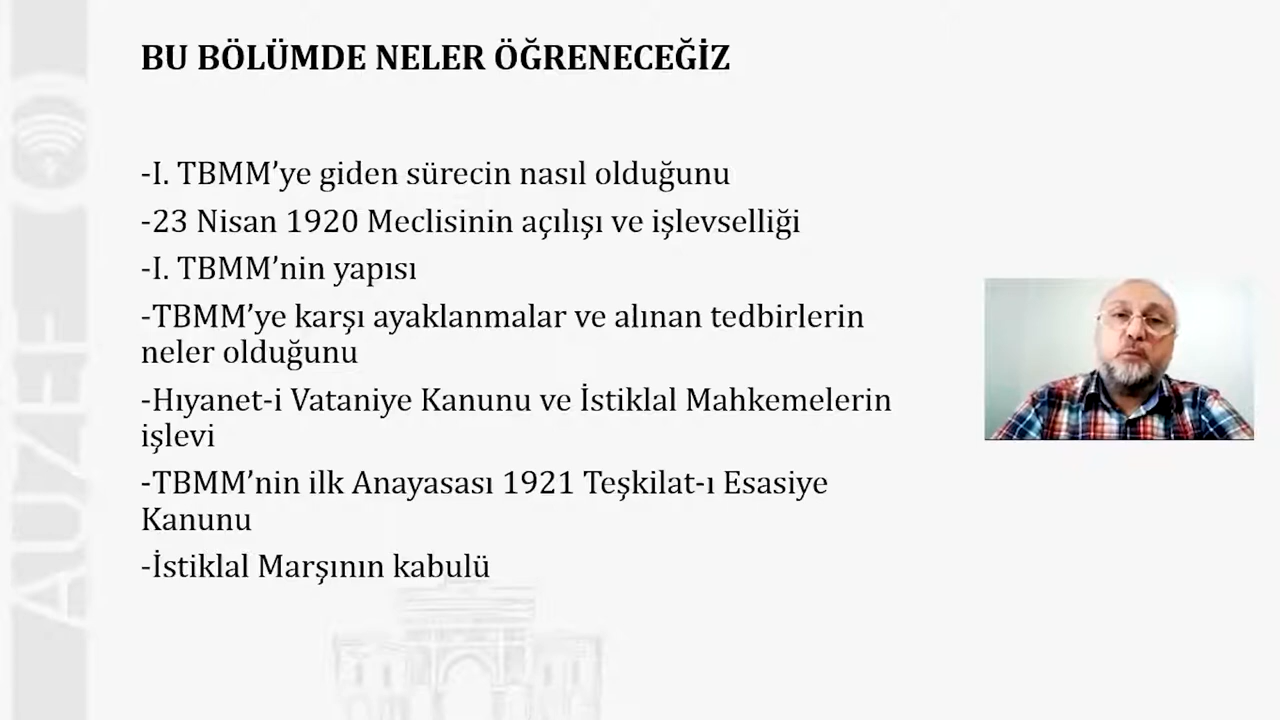 BU BÖLÜMDE NELER ÖĞRENECEĞİZ
-I. TBMM’ye giden sürecin nasıl olduğunu
-23 Nisan 1920 Meclisinin açılışı ve işlevselliği
-I. TBMM’nin yapısı
-TBMM’ye karşı ayaklanmalar ve alınan tedbirlerin
neler olduğunu
-Hıyanet-i Vataniye Kanunu ve İstiklal Mahkemelerin
işlevi
-TBMM’nin ilk Anayasası 1921 Teşkilat-ı Esasiye
Kanunu
-İstiklal Marşının kabulü
AUZEF